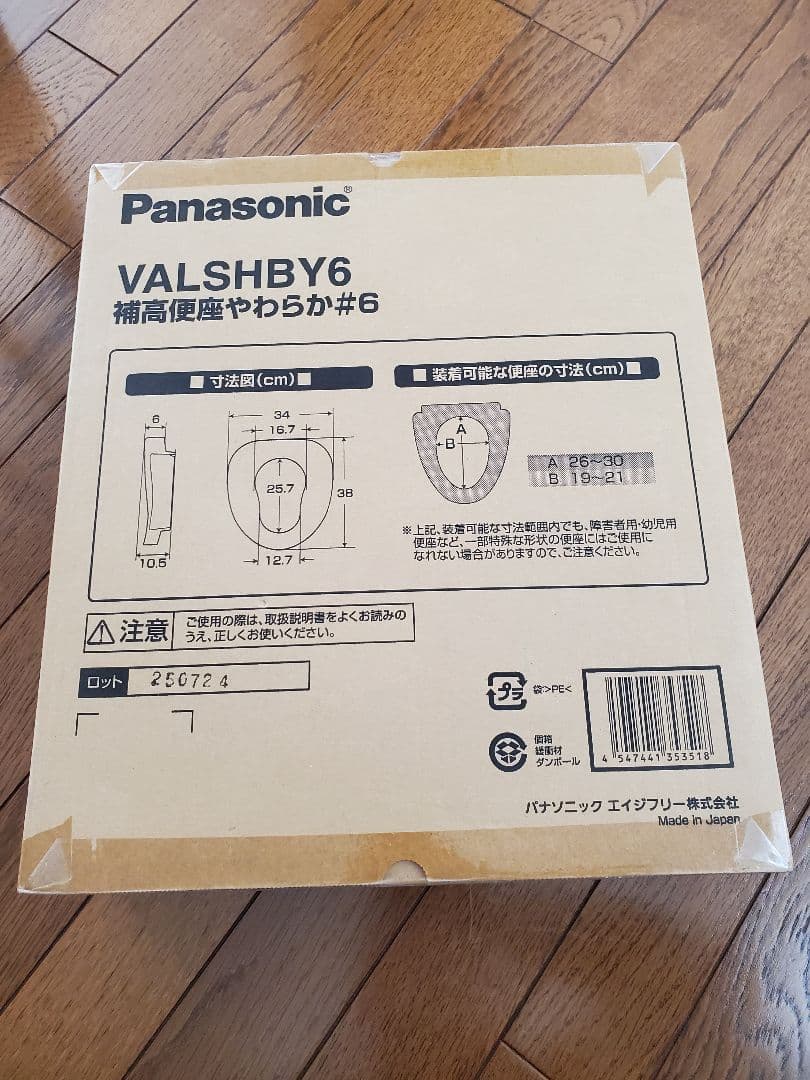 Panasonic®
VALSHBY6
補高便座やわらか#6
■ 寸法図(cm) ■
■ 装着可能な便座の寸法(cm) ■
6
34
16.7
25.7
38
10.5
12.7
A
B
A 26~30
B 19~21
※上記、装着可能な寸法範囲内でも、障害者用・幼児用
便座など、一部特殊な形状の便座にはご使用に
なれない場合がありますので、ご注意ください。
注意
ご使用の際は、取扱説明書をよくお読みの
うえ、正しくお使いください。
ロット 250724
プラ
袋:>PE<
個箱
緩衝材
ダンボール
4 547441 353518
パナソニック エイジフリー株式会社
Made in Japan